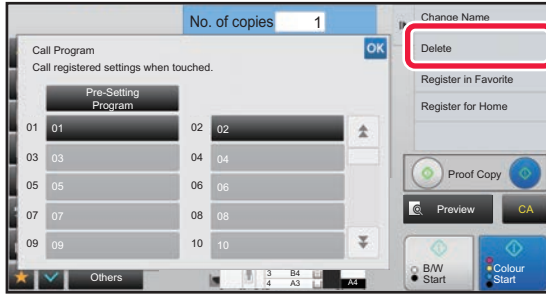 No. of copies 1
Change Name
Call Program
OK
Delete
Call registered settings when touched.
Register in Favorite
Pre-Setting
Program
Register for Home
01 01 02 02
03 03 04 04
Proof Copy
05 05 06 06
Preview CA
07 07 08 08
09 09 10 10
B/W
Start
Colour
Start
Others
3 B4
4 A3
A4